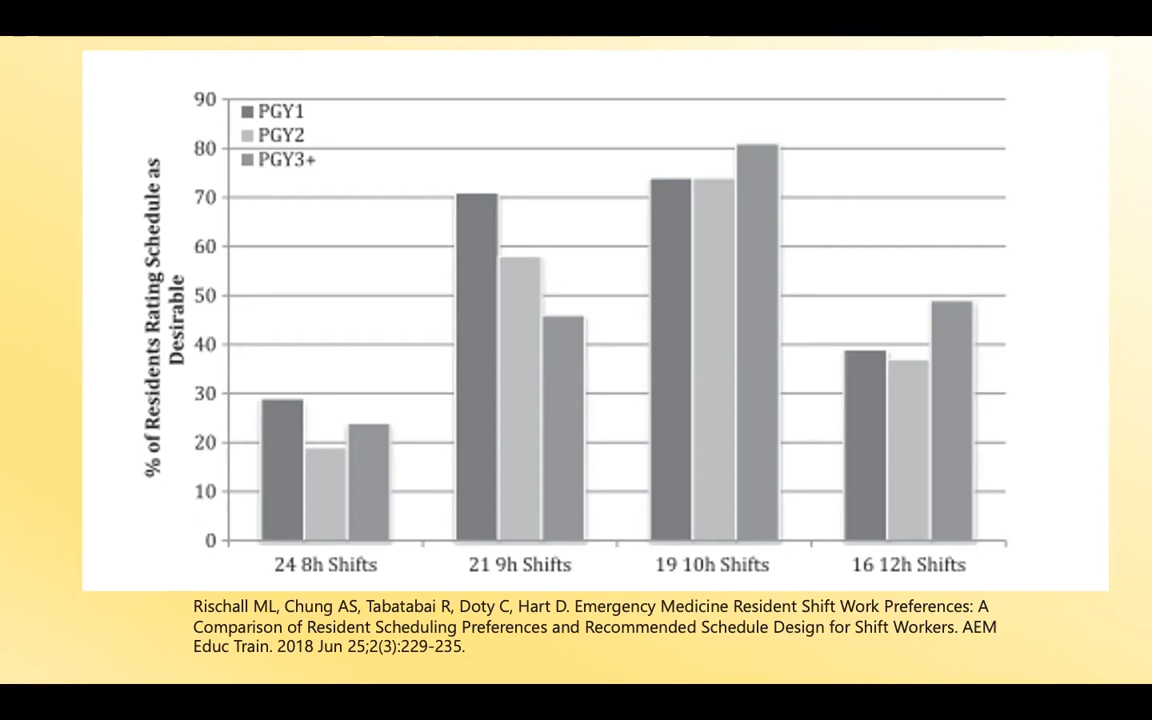 90
PGY1
PGY2
80
PGY3+
70
60
50
40
30
20
10
0
% of Residents Rating Schedule as
Desirable
24 8h Shifts
21 9h Shifts
19 10h Shifts
16 12h Shifts
Rischall ML, Chung AS, Tabatabai R, Doty C, Hart D. Emergency Medicine Resident Shift Work Preferences: A
Comparison of Resident Scheduling Preferences and Recommended Schedule Design for Shift Workers. AEM
Educ Train. 2018 Jun 25;2(3):229-235.